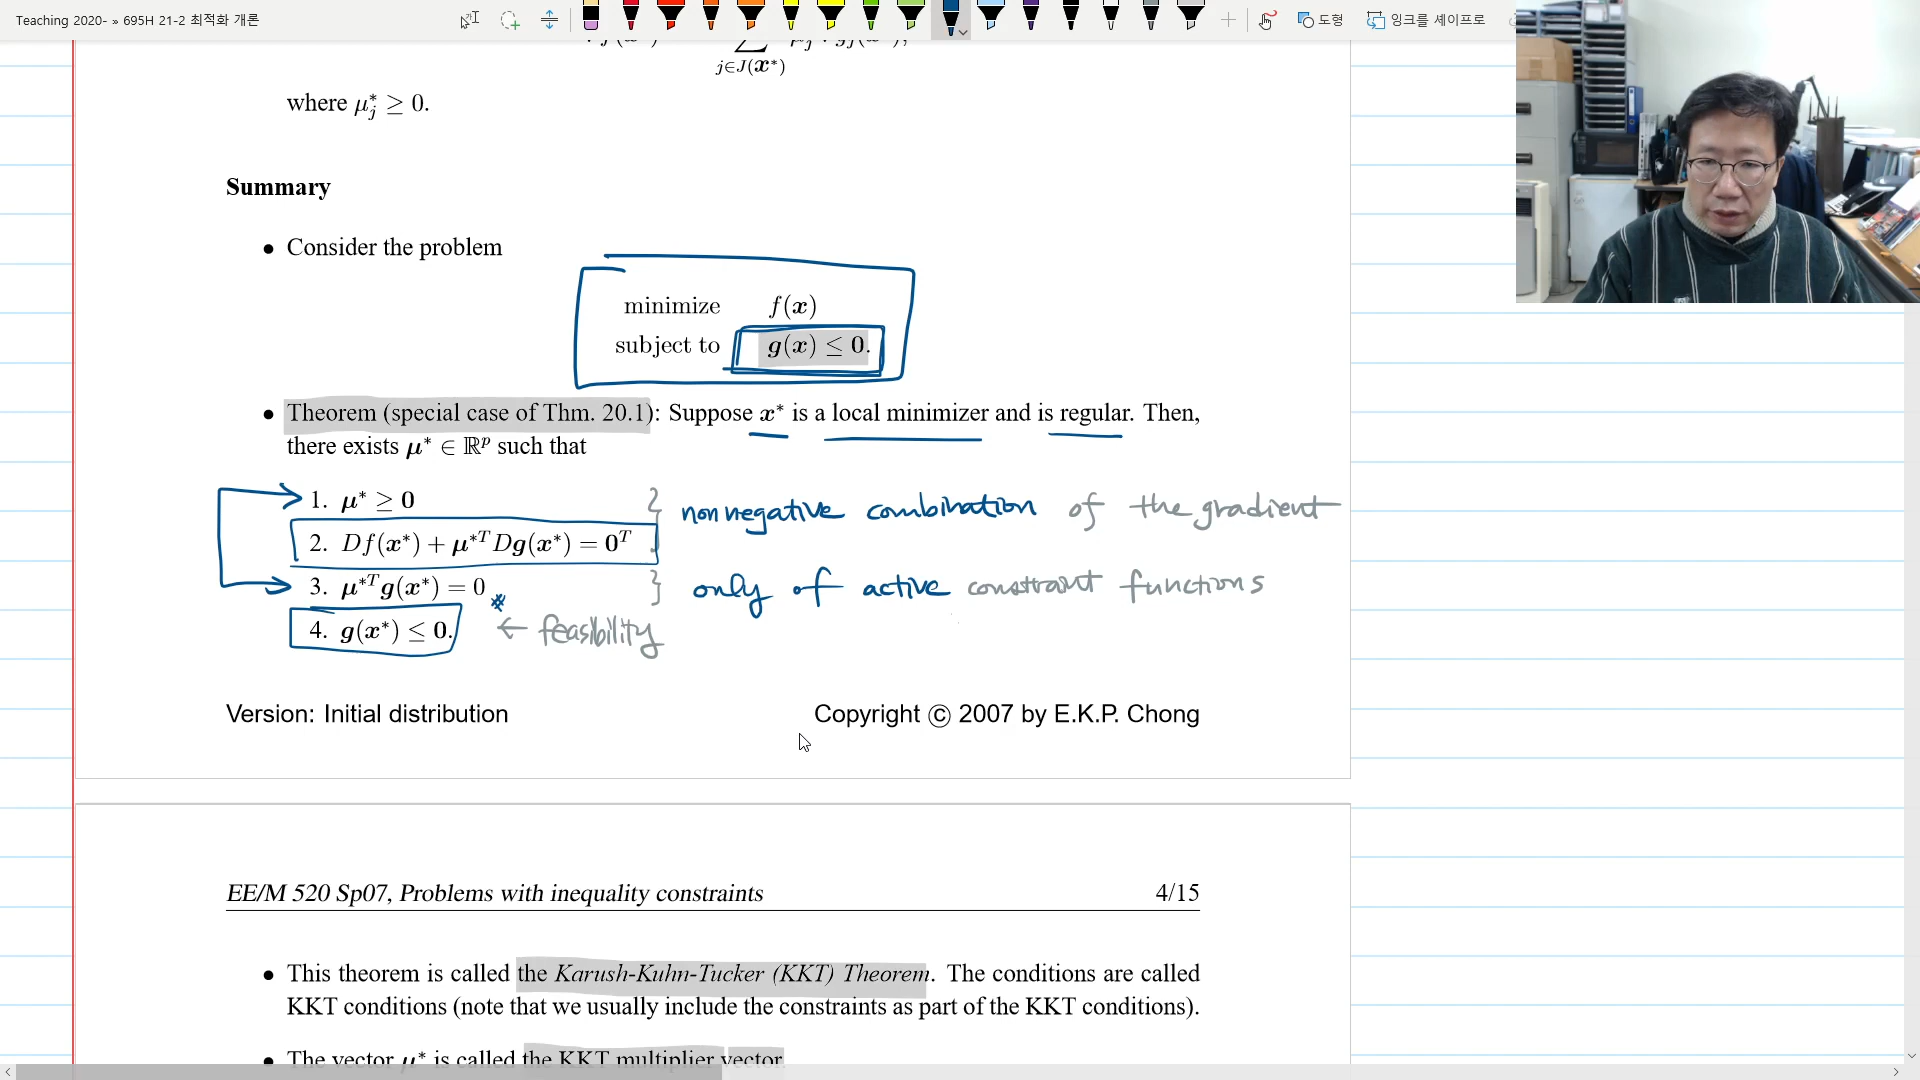 Teaching 2020- » 695H 21-2 최적화 개론
도형
잉크를 셰이프로
j∈J(x*)
where μ*ⱼ ≥ 0.
Summary
• Consider the problem
minimize f(x)
subject to g(x) ≤ 0.
• Theorem (special case of Thm. 20.1): Suppose x* is a local minimizer and is regular. Then,
there exists μ* ∈ ℝᵖ such that
1. μ* ≥ 0
nonnegative combination of the gradient
2. Df(x*) + μ*ᵀDg(x*) = 0ᵀ
3. μ*ᵀg(x*) = 0
only of active constraint functions
4. g(x*) ≤ 0.
← feasibility
Version: Initial distribution
Copyright © 2007 by E.K.P. Chong
EE/M 520 Sp07, Problems with inequality constraints
4/15
• This theorem is called the Karush-Kuhn-Tucker (KKT) Theorem. The conditions are called
KKT conditions (note that we usually include the constraints as part of the KKT conditions).
• The vector μ* is called the KKT multiplier vector.